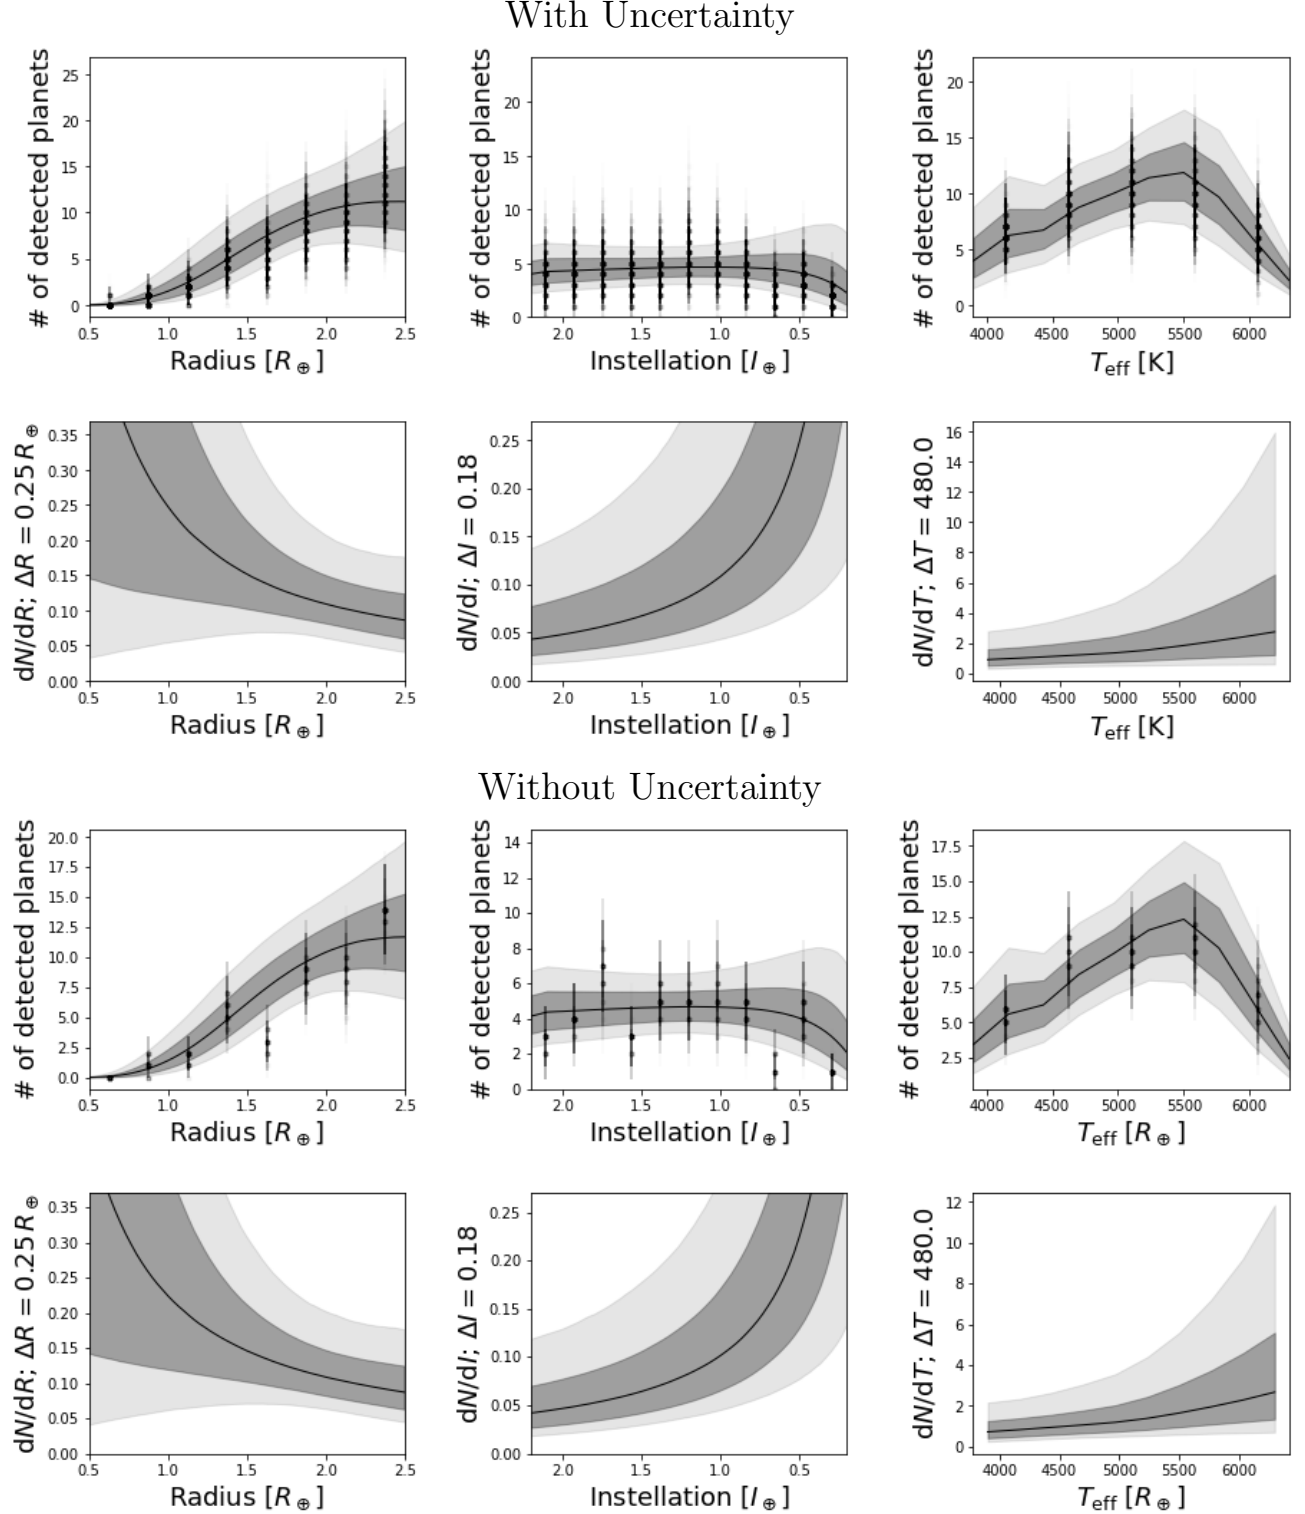 With Uncertainty
# of detected planets
25
20
15
10
5
0
0.5 1.0 1.5 2.0 2.5
Radius [R⊕]
# of detected planets
20
15
10
5
0
2.0 1.5 1.0 0.5
Instellation [I⊕]
# of detected planets
20
15
10
5
0
4000 4500 5000 5500 6000
Teff [K]
dN/dR; ΔR = 0.25 R⊕
0.35
0.30
0.25
0.20
0.15
0.10
0.05
0.00
0.5 1.0 1.5 2.0 2.5
Radius [R⊕]
dN/dI; ΔI = 0.18
0.25
0.20
0.15
0.10
0.05
0.00
2.0 1.5 1.0 0.5
Instellation [I⊕]
dN/dT; ΔT = 480.0
16
14
12
10
8
6
4
2
0
4000 4500 5000 5500 6000
Teff [K]
Without Uncertainty
# of detected planets
20.0
17.5
15.0
12.5
10.0
7.5
5.0
2.5
0.0
0.5 1.0 1.5 2.0 2.5
Radius [R⊕]
# of detected planets
14
12
10
8
6
4
2
0
2.0 1.5 1.0 0.5
Instellation [I⊕]
# of detected planets
17.5
15.0
12.5
10.0
7.5
5.0
2.5
4000 4500 5000 5500 6000
Teff [R⊕]
dN/dR; ΔR = 0.25 R⊕
0.35
0.30
0.25
0.20
0.15
0.10
0.05
0.00
0.5 1.0 1.5 2.0 2.5
Radius [R⊕]
dN/dI; ΔI = 0.18
0.25
0.20
0.15
0.10
0.05
0.00
2.0 1.5 1.0 0.5
Instellation [I⊕]
dN/dT; ΔT = 480.0
12
10
8
6
4
2
0
4000 4500 5000 5500 6000
Teff [R⊕]